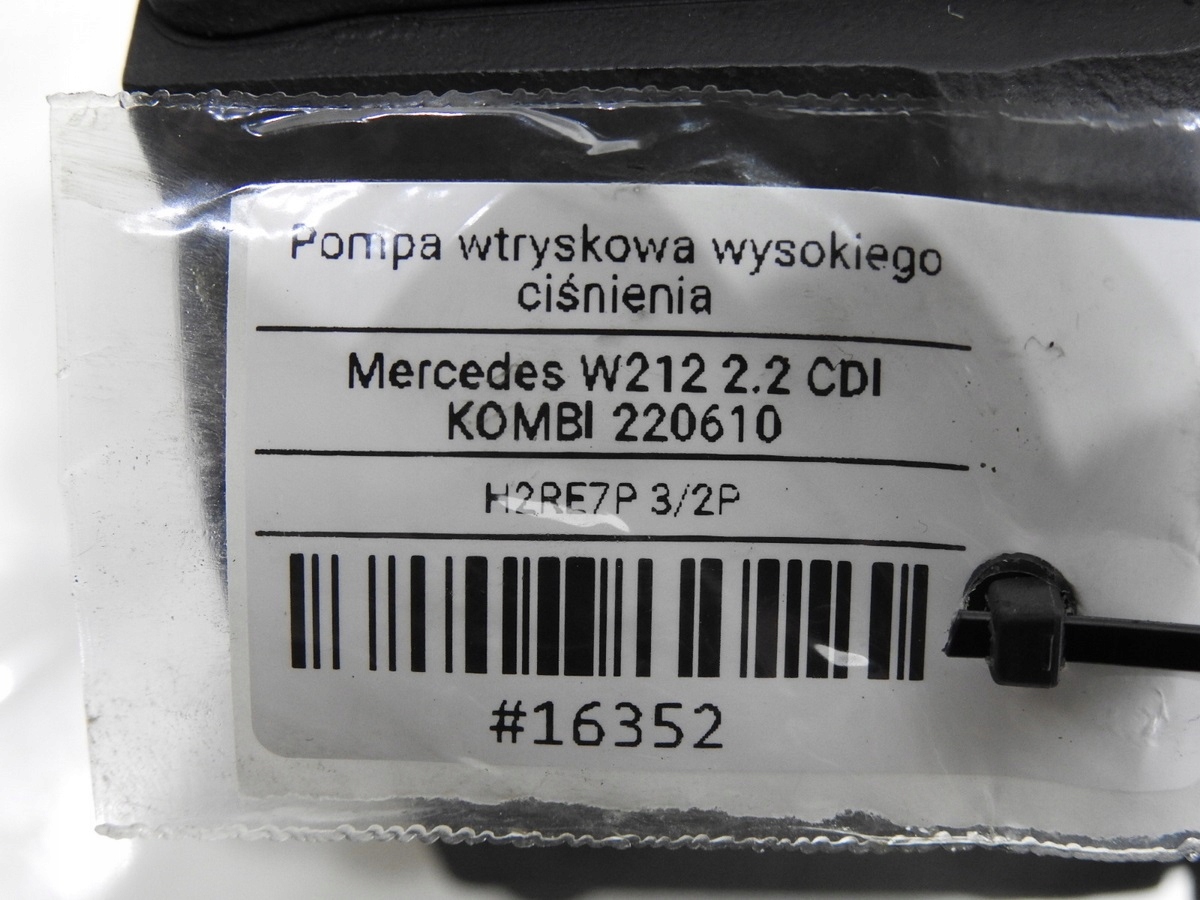 Pompa wtryskowa wysokiego
ciśnienia
Mercedes W212 2.2 CDI
KOMBI 220610
H2RE7P 3/2P
#16352